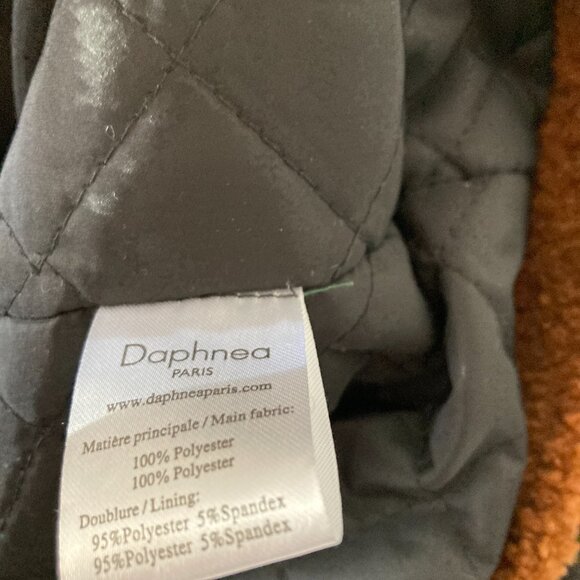 Daphnea
PARIS
www.daphneaparis.com
Matière principale / Main fabric:
100% Polyester
100% Polyester
Doublure / Lining:
95%Polyester 5%Spandex
95%Polyester 5%Spandex